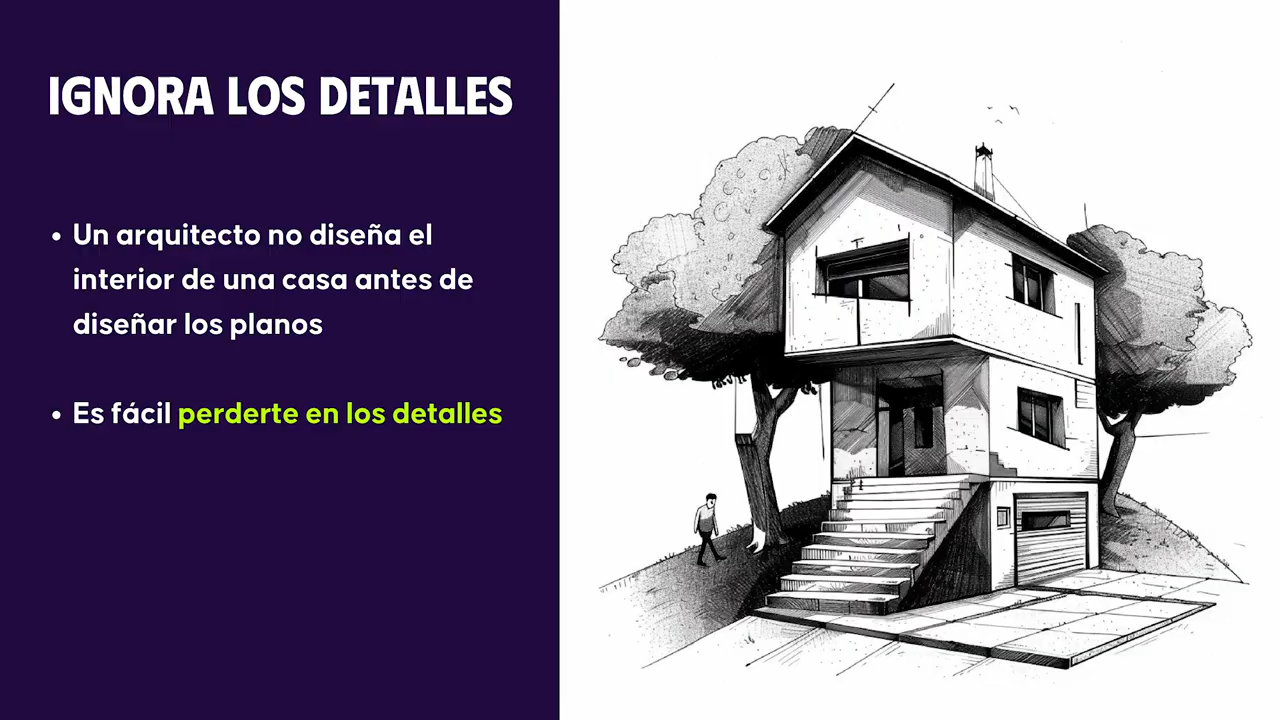 IGNORA LOS DETALLES
• Un arquitecto no diseña el
interior de una casa antes de
diseñar los planos
• Es fácil perderte en los detalles